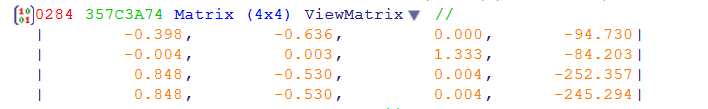 0284 357C3A74 Matrix (4x4) ViewMatrix //
| -0.398, -0.636, 0.000, -94.730|
| -0.004, 0.003, 1.333, -84.203|
| 0.848, -0.530, 0.004, -252.357|
| 0.848, -0.530, 0.004, -245.294|